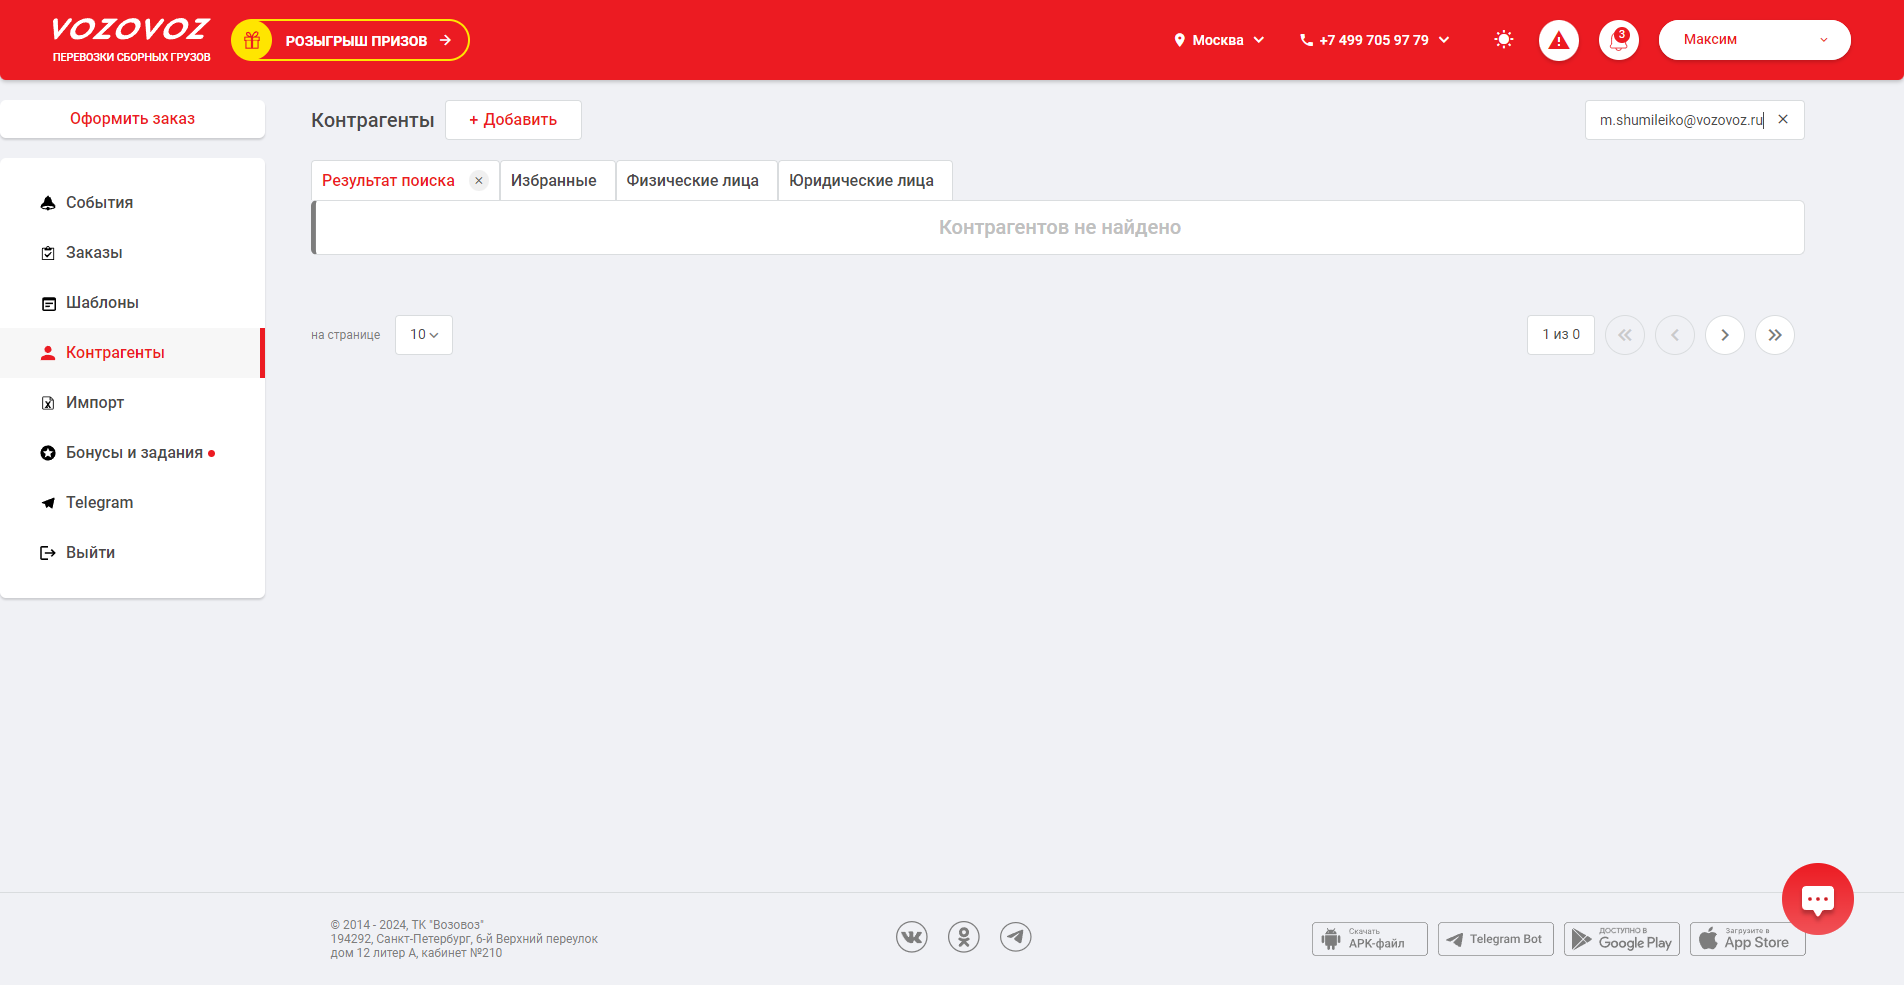 VOZOVOZ
ПЕРЕВОЗКИ СБОРНЫХ ГРУЗОВ
РОЗЫГРЫШ ПРИЗОВ
Москва
+7 499 705 97 79
3
Максим
Оформить заказ
События
Заказы
Шаблоны
Контрагенты
Импорт
Бонусы и задания
Telegram
Выйти
Контрагенты
+ Добавить
m.shumileiko@vozovoz.ru
Результат поиска
Избранные
Физические лица
Юридические лица
Контрагентов не найдено
на странице
10
1 из 0
© 2014 - 2024, ТК "Возовоз"
194292, Санкт-Петербург, 6-й Верхний переулок
дом 12 литер А, кабинет №210
Скачать
APK-файл
Telegram Bot
ДОСТУПНО В
Google Play
Загрузите в
App Store